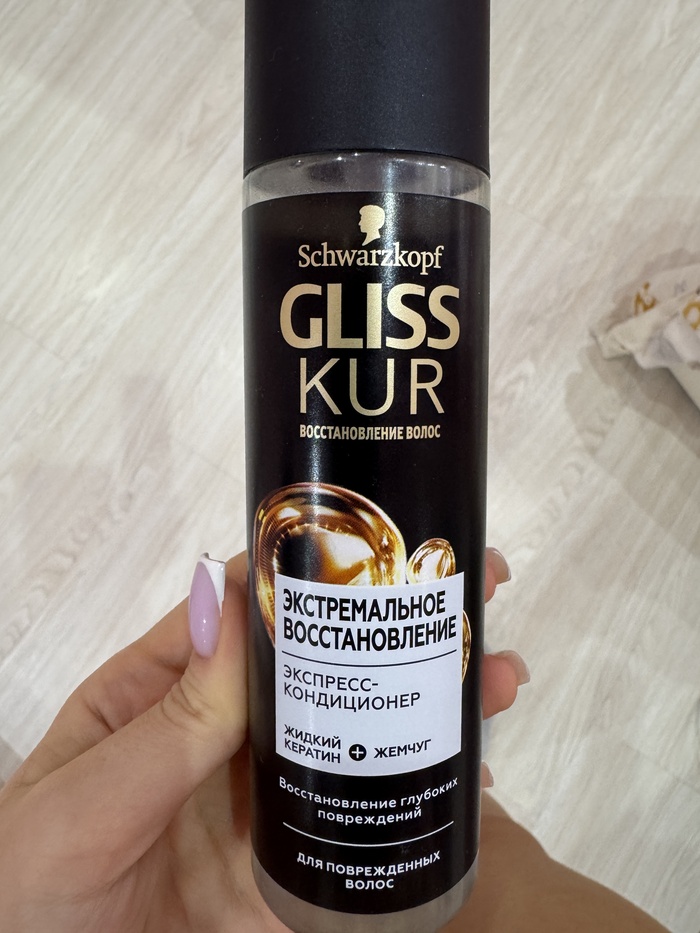 Schwarzkopf
GLISS
KUR
ВОССТАНОВЛЕНИЕ ВОЛОС
ЭКСТРЕМАЛЬНОЕ
ВОССТАНОВЛЕНИЕ
ЭКСПРЕСС-
КОНДИЦИОНЕР
ЖИДКИЙ
КЕРАТИН + ЖЕМЧУГ
Восстановление глубоких
повреждений
ДЛЯ ПОВРЕЖДЕННЫХ
ВОЛОС